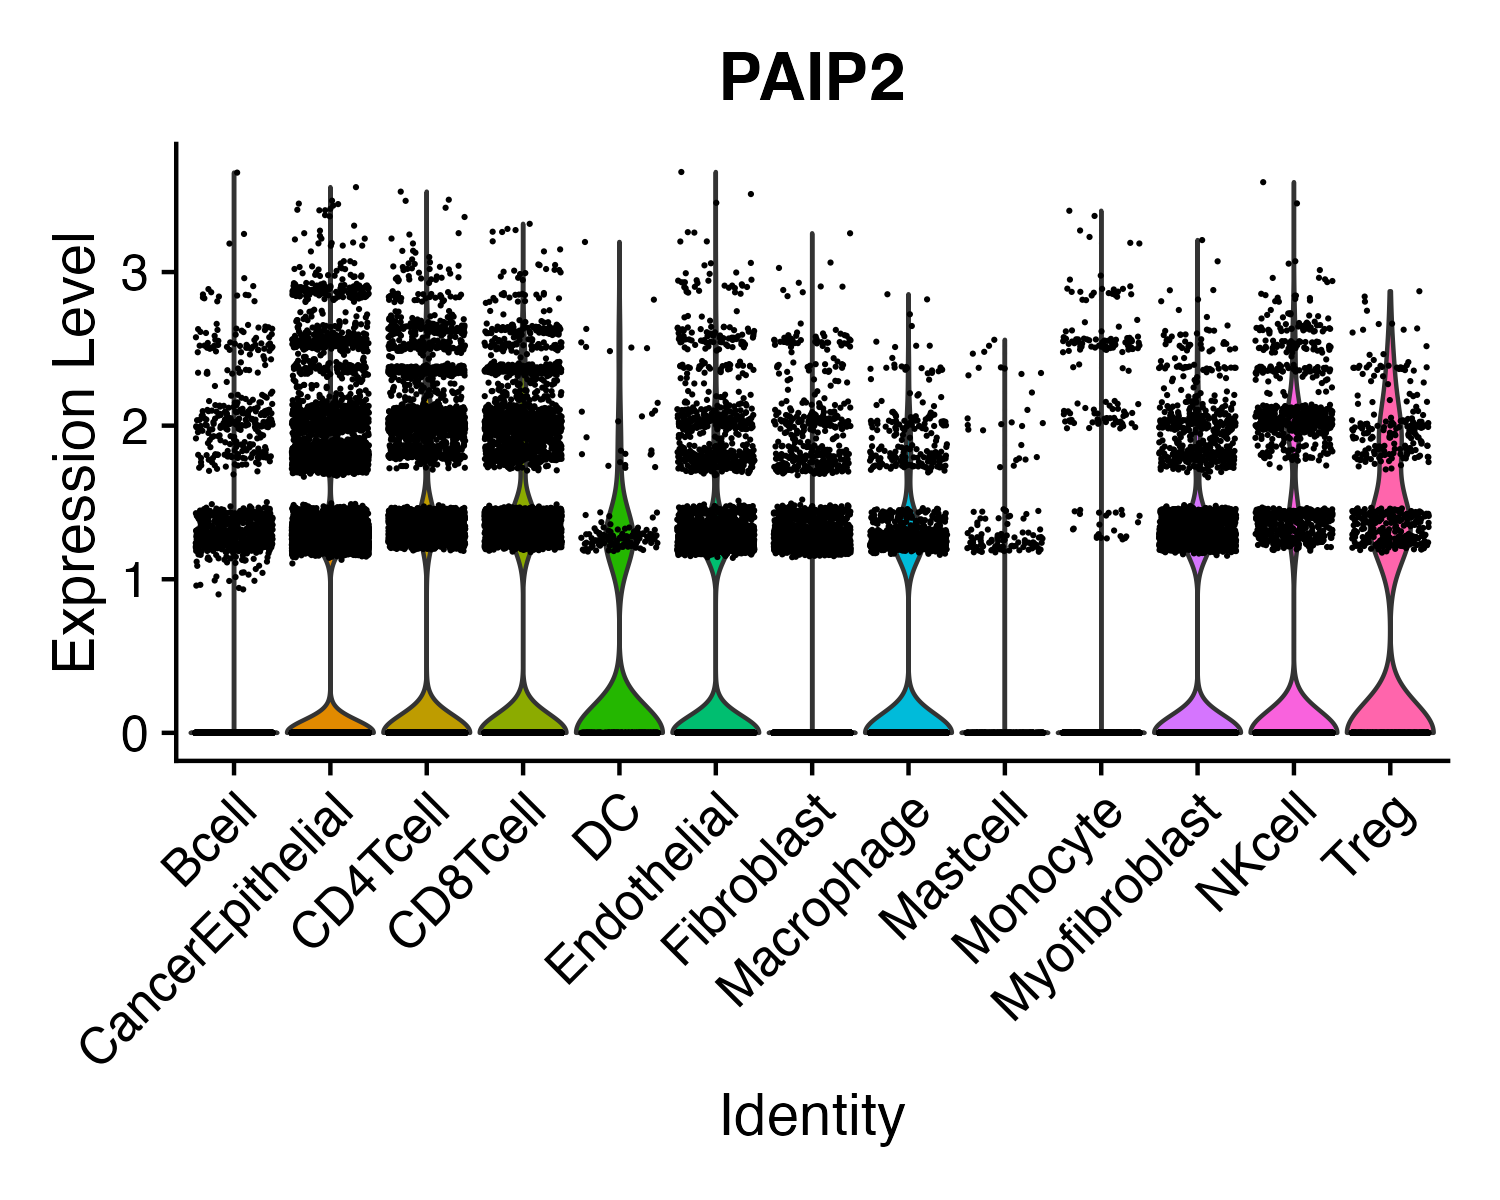 PAIP2
Expression Level
3
2
1
0
Bcell
CancerEpithelial
CD4Tcell
CD8Tcell
DC
Endothelial
Fibroblast
Macrophage
Mastcell
Monocyte
Myofibroblast
NKcell
Treg
Identity